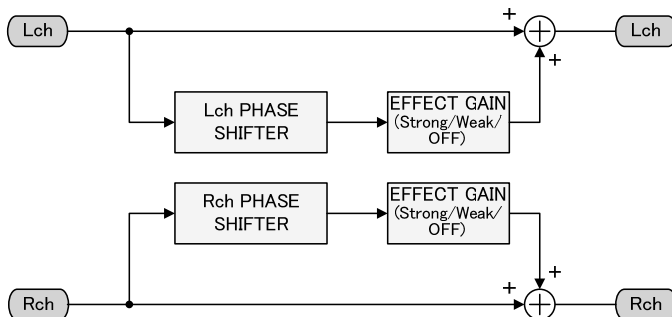 Lch
+
Lch
+
Lch PHASE
SHIFTER
EFFECT GAIN
(Strong/Weak/
OFF)
Rch PHASE
SHIFTER
EFFECT GAIN
(Strong/Weak/
OFF)
+
Rch
+
Rch